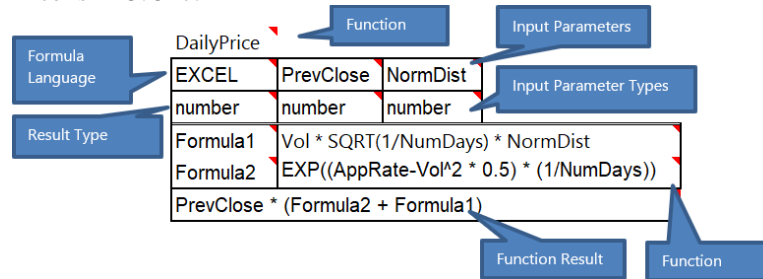 DailyPrice
Function
Input Parameters
Formula
Language
EXCEL PrevClose NormDist
Input Parameter Types
number number number
Result Type
Formula1 Vol * SQRT(1/NumDays) * NormDist
Formula2 EXP((AppRate-Vol^2 * 0.5) * (1/NumDays))
PrevClose * (Formula2 + Formula1)
Function Result
Function